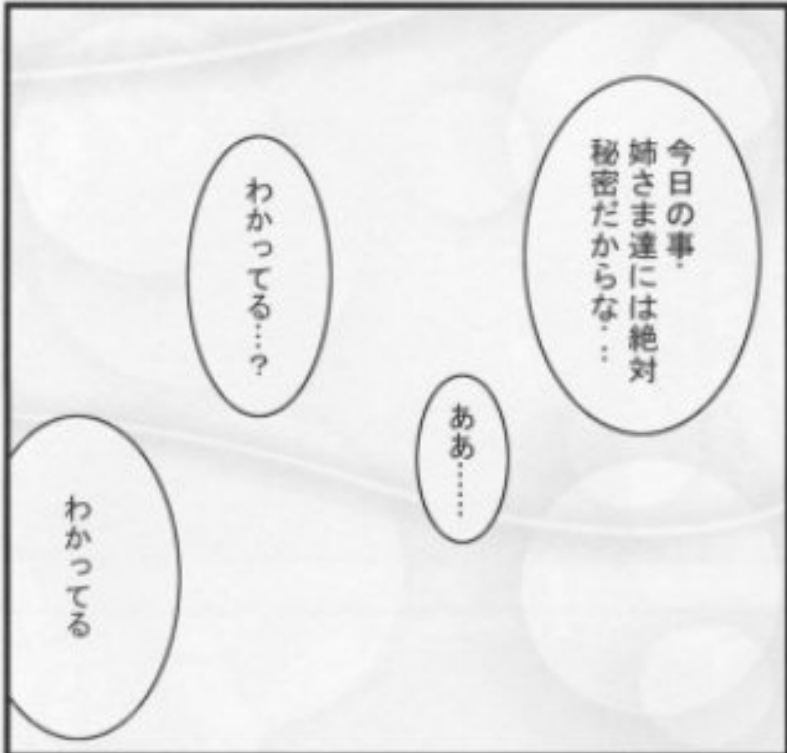 今日の事
姉さま達には絶対
秘密だからな‥‥
ああ……
わかってる…?
わかってる